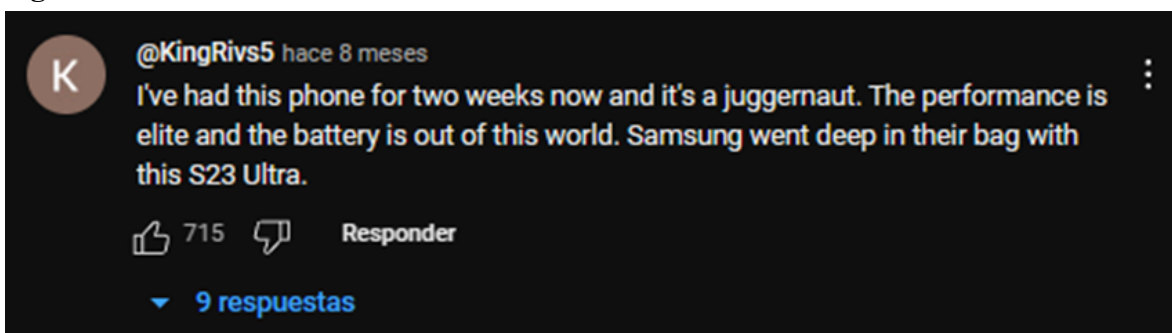 K
@KingRivs5 hace 8 meses
I've had this phone for two weeks now and it's a juggernaut. The performance is
elite and the battery is out of this world. Samsung went deep in their bag with
this S23 Ultra.
715 Responder
9 respuestas